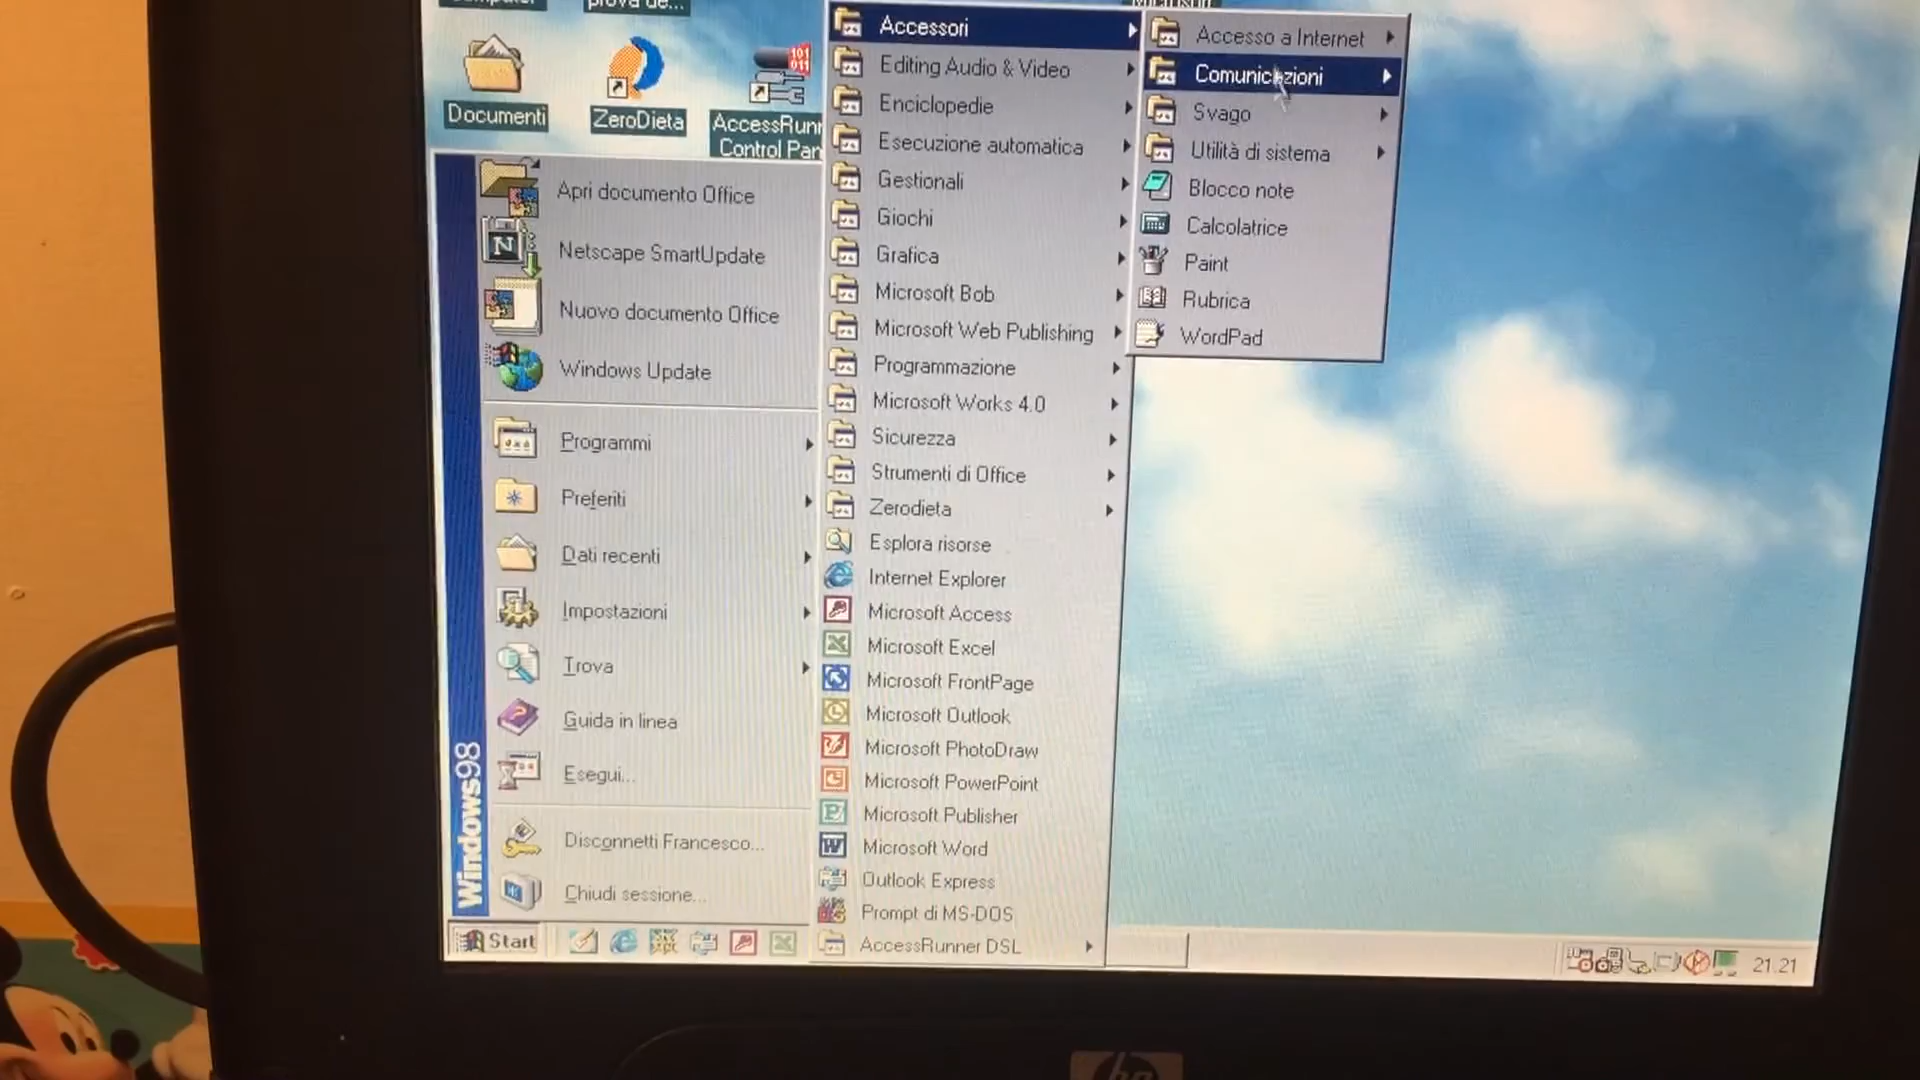 Documenti
ZeroDieta
Control Pan
Apri documento Office
Netscape SmartUpdate
Nuovo documento Office
Windows Update
Programmi
Preferiti
Dati recenti
Impostazioni
Trova
Guida in linea
Esegui...
Disconnetti Francesco...
Chiudi sessione...
Windows98
Accessori
Editing Audio & Video
Enciclopedie
Esecuzione automatica
Gestionali
Giochi
Grafica
Microsoft Bob
Microsoft Web Publishing
Programmazione
Microsoft Works 4.0
Sicurezza
Strumenti di Office
Zerodieta
Esplora risorse
Internet Explorer
Microsoft Access
Microsoft Excel
Microsoft FrontPage
Microsoft Outlook
Microsoft PhotoDraw
Microsoft PowerPoint
Microsoft Publisher
Microsoft Word
Outlook Express
Prompt di MS-DOS
AccessRunner DSL
Accesso a Internet
Comunicazioni
Svago
Utilità di sistema
Blocco note
Calcolatrice
Paint
Rubrica
WordPad
Start
21.21
hp